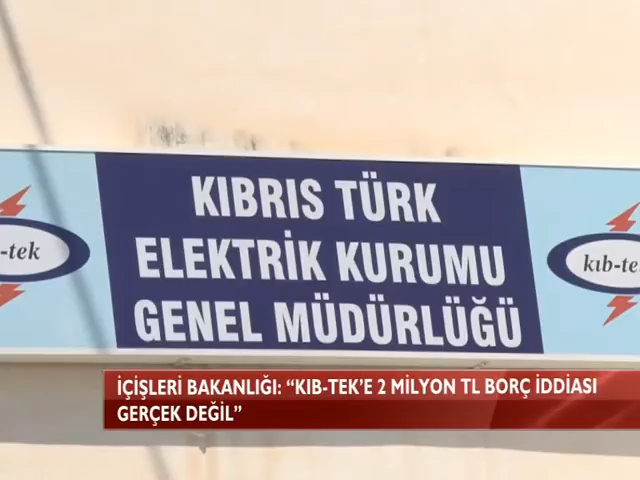 KIBRIS TÜRK
ELEKTRİK KURUMU
GENEL MÜDÜRLÜĞÜ
-tek
kıb-te
İÇİŞLERİ BAKANLIĞI: “KIB-TEK’E 2 MİLYON TL BORÇ İDDİASI
GERÇEK DEĞİL”